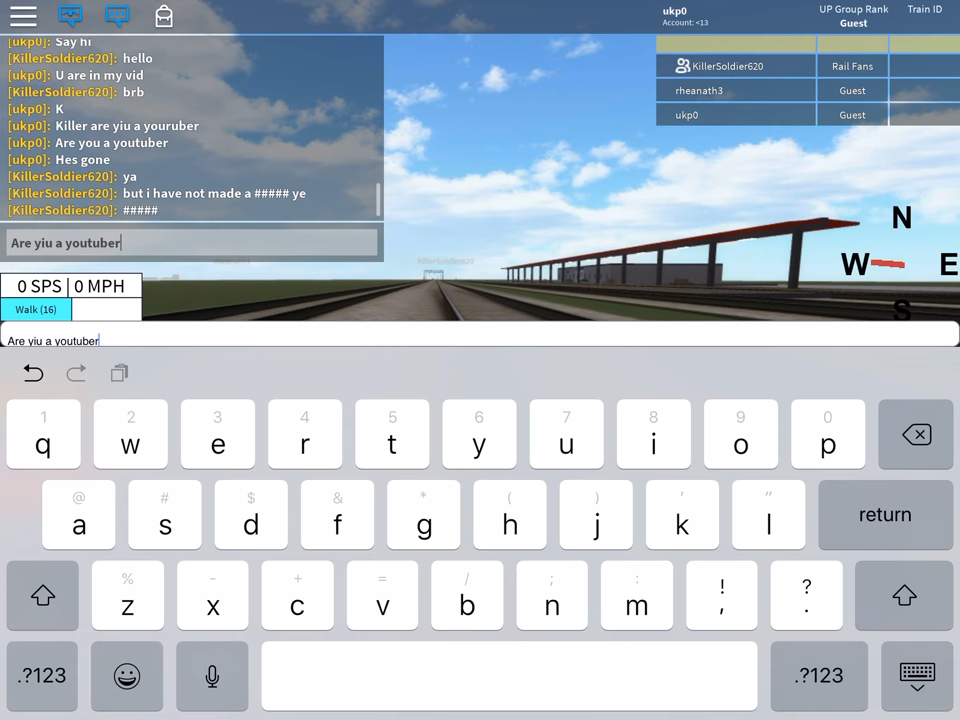 ukp0
Account: <13
UP Group Rank
Guest
Train ID
[ukp0]: Say hi
[KillerSoldier620]: hello
[ukp0]: U are in my vid
[KillerSoldier620]: brb
[ukp0]: K
[ukp0]: Killer are yiu a youruber
[ukp0]: Are you a youtuber
[ukp0]: Hes gone
[KillerSoldier620]: ya
[KillerSoldier620]: but i have not made a ##### ye
[KillerSoldier620]: #####
Are yiu a youtuber
KillerSoldier620 Rail Fans
rheanath3 Guest
ukp0 Guest
KillerSoldier620
N
W E
S
0 SPS | 0 MPH
Walk (16)
Are yiu a youtuber
1 2 3 4 5 6 7 8 9 0
q w e r t y u i o p
@ # $ & * ( ) ' "
a s d f g h j k l return
% - + = / ; : ! ?
z x c v b n m , .
.?123 .?123